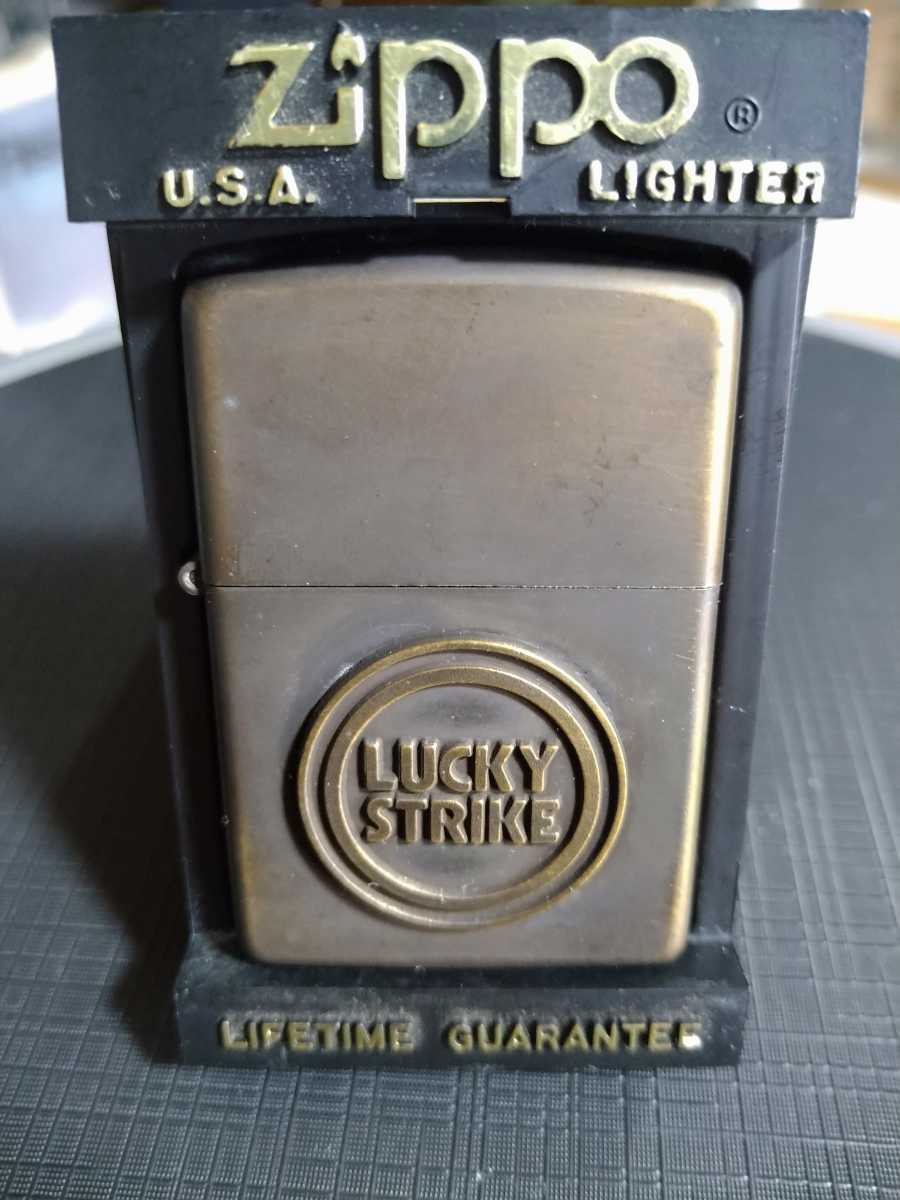 Zippo ®
U.S.A. LIGHTER
LUCKY
STRIKE
LIFETIME GUARANTEE